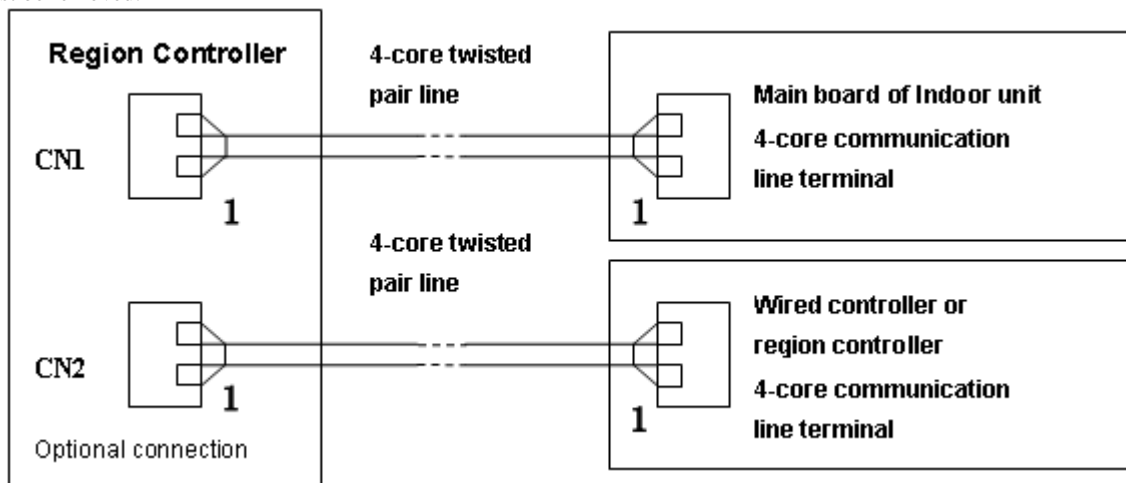 Region Controller
4-core twisted
pair line
CN1
1
1
Main board of Indoor unit
4-core communication
line terminal
4-core twisted
pair line
CN2
1
1
Wired controller or
region controller
4-core communication
line terminal
Optional connection